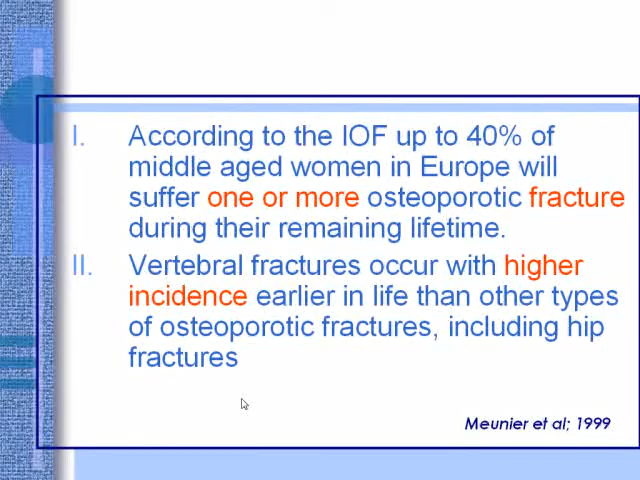 I. According to the IOF up to 40% of
middle aged women in Europe will
suffer one or more osteoporotic fracture
during their remaining lifetime.
II. Vertebral fractures occur with higher
incidence earlier in life than other types
of osteoporotic fractures, including hip
fractures
Meunier et al; 1999